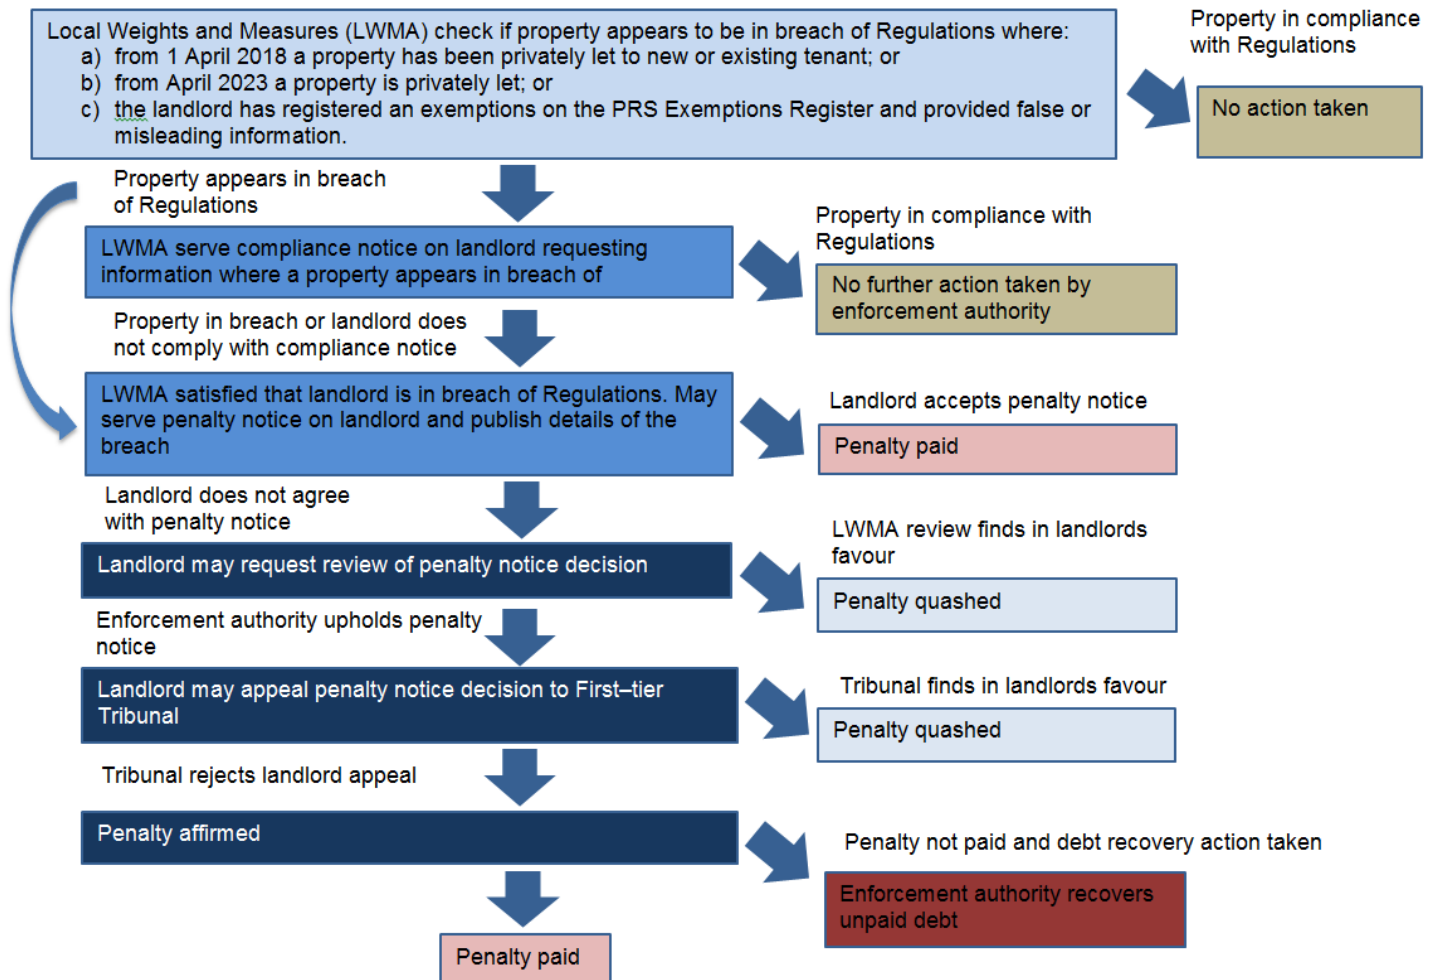 Local Weights and Measures (LWMA) check if property appears to be in breach of Regulations where:
a) from 1 April 2018 a property has been privately let to new or existing tenant; or
b) from April 2023 a property is privately let; or
c) the landlord has registered an exemptions on the PRS Exemptions Register and provided false or
misleading information.
Property in compliance
with Regulations
No action taken
Property appears in breach
of Regulations
LWMA serve compliance notice on landlord requesting
information where a property appears in breach of
Property in compliance with
Regulations
No further action taken by
enforcement authority
Property in breach or landlord does
not comply with compliance notice
LWMA satisfied that landlord is in breach of Regulations. May
serve penalty notice on landlord and publish details of the
breach
Landlord accepts penalty notice
Penalty paid
Landlord does not agree
with penalty notice
Landlord may request review of penalty notice decision
LWMA review finds in landlords
favour
Penalty quashed
Enforcement authority upholds penalty
notice
Landlord may appeal penalty notice decision to First–tier
Tribunal
Tribunal finds in landlords favour
Penalty quashed
Tribunal rejects landlord appeal
Penalty affirmed
Penalty not paid and debt recovery action taken
Enforcement authority recovers
unpaid debt
Penalty paid